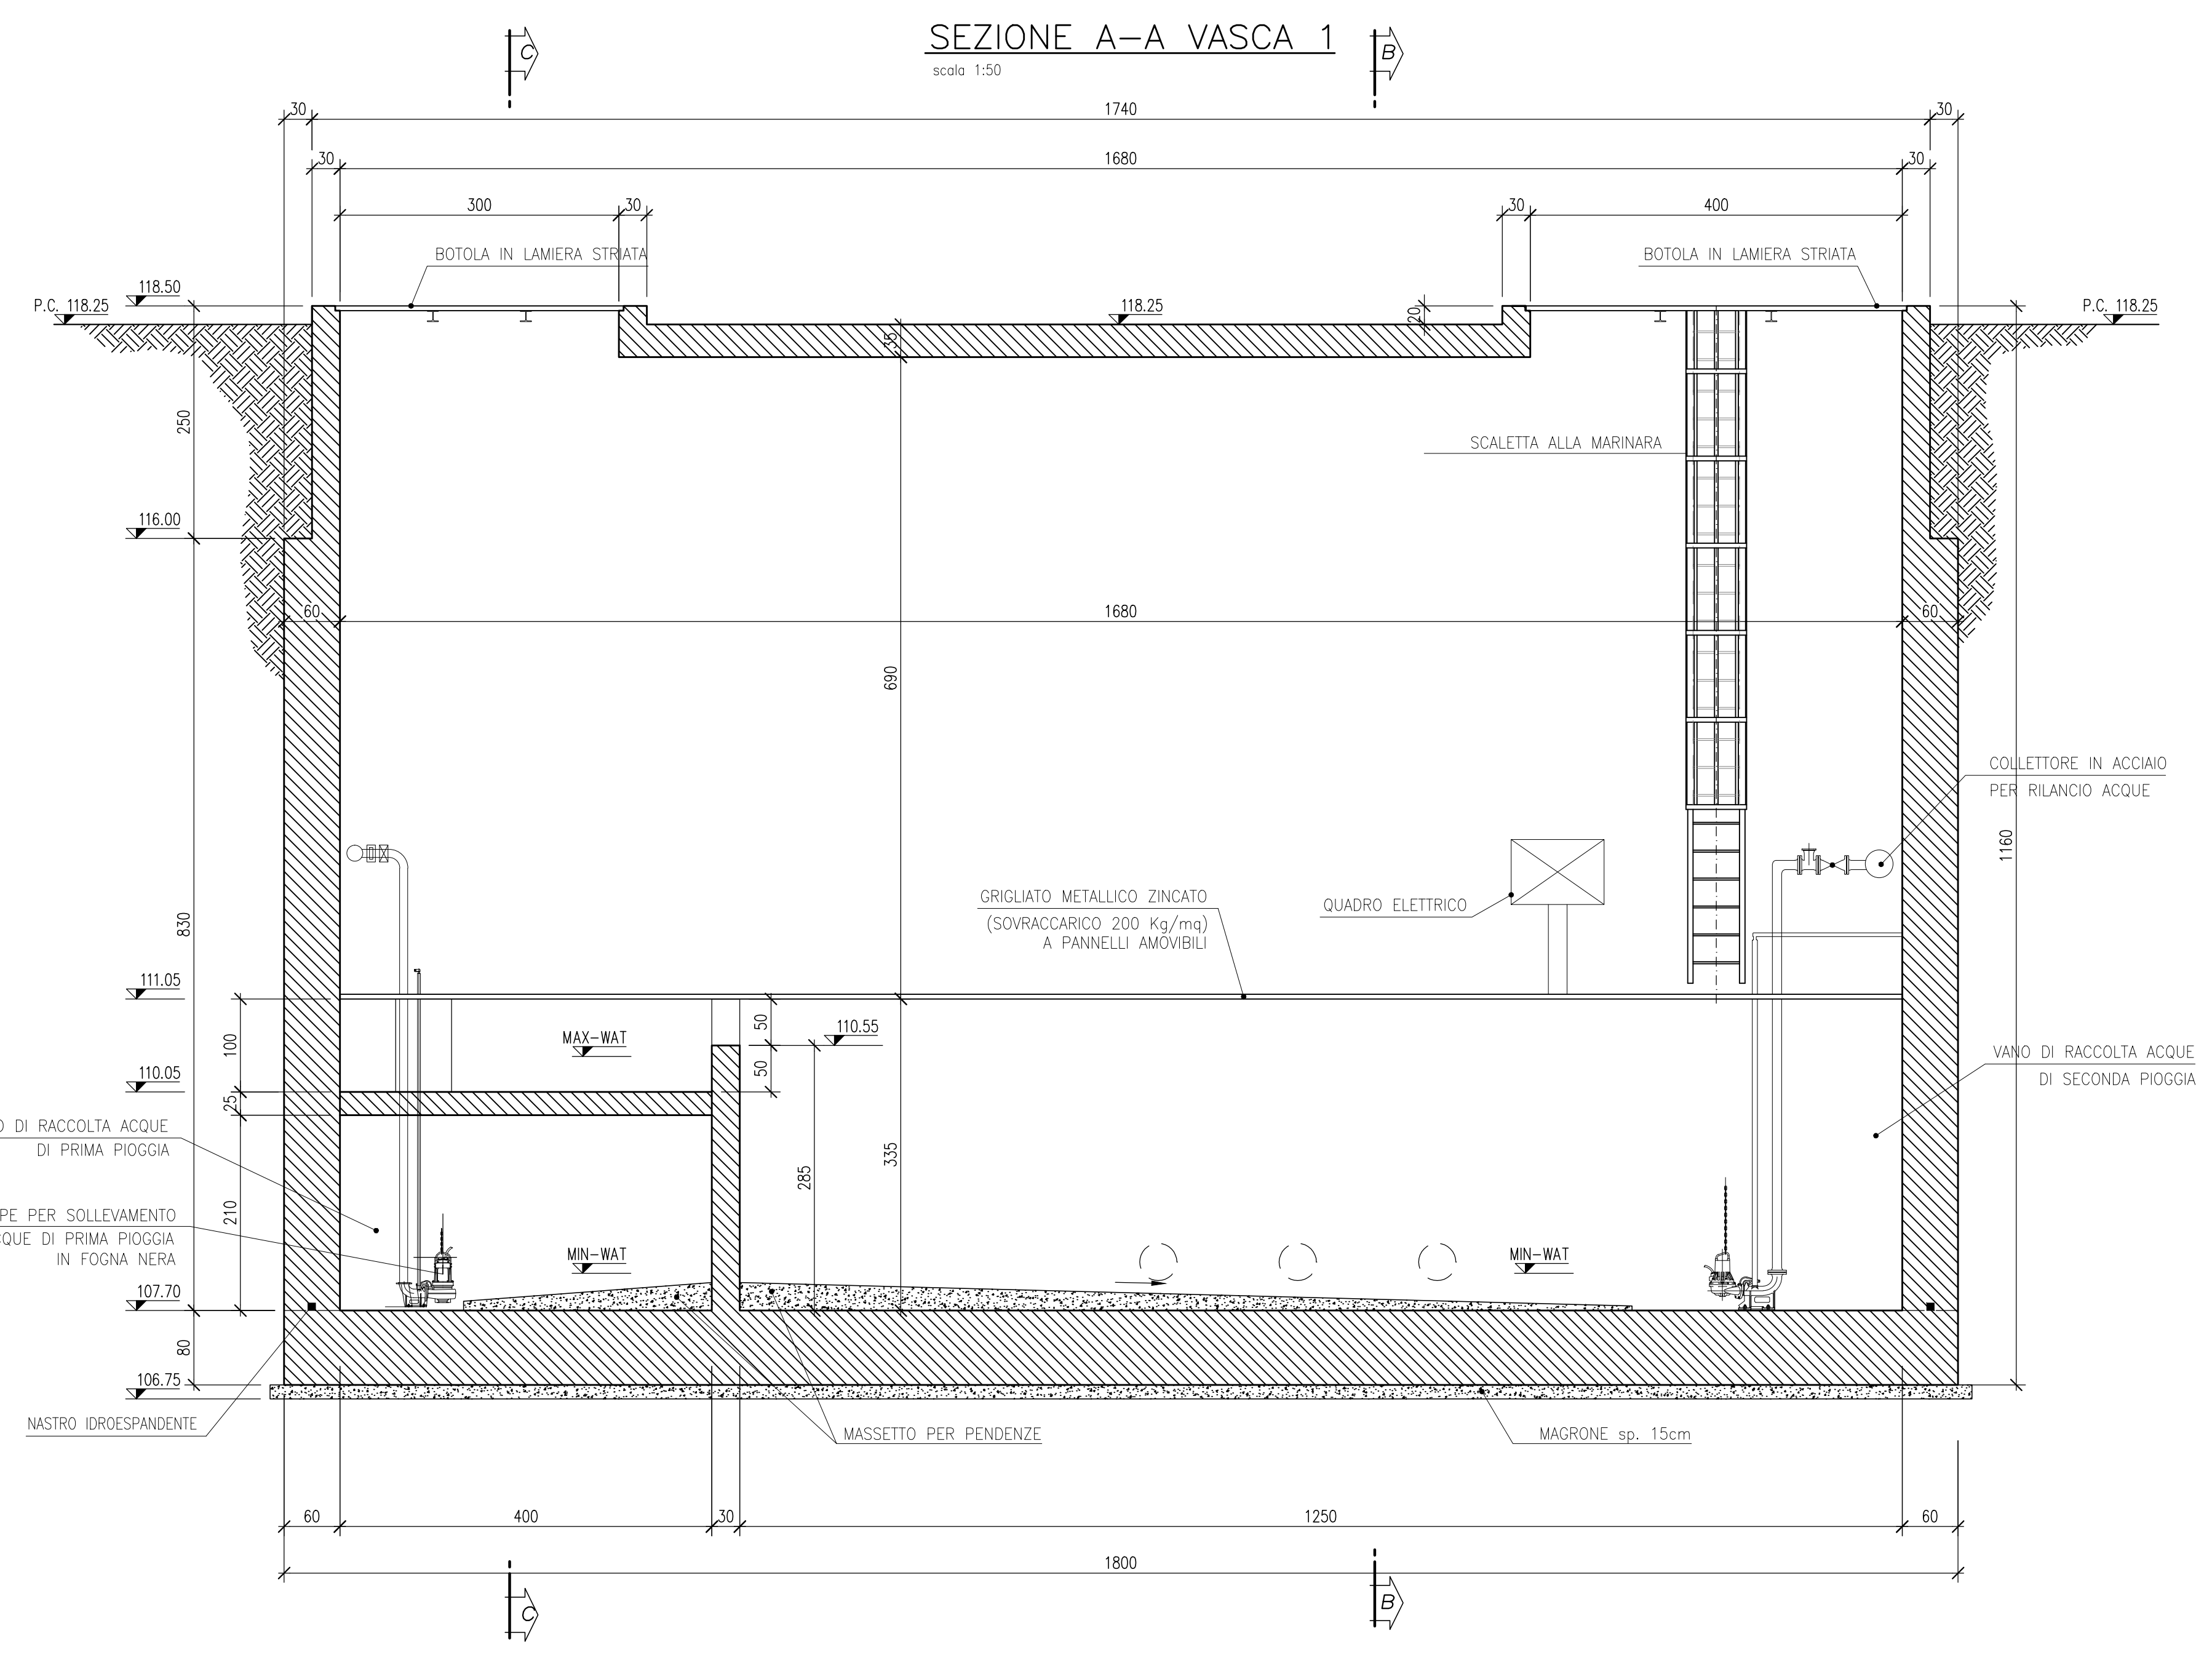 SEZIONE A-A VASCA 1
scala 1:50
C
B
30
1740
30
30
1680
30
300
30
30
400
BOTOLA IN LAMIERA STRIATA
BOTOLA IN LAMIERA STRIATA
118.50
P.C. 118.25
118.25
20
P.C. 118.25
35
250
SCALETTA ALLA MARINARA
116.00
60
1680
60
690
COLLETTORE IN ACCIAIO
PER RILANCIO ACQUE
1160
830
GRIGLIATO METALLICO ZINCATO
(SOVRACCARICO 200 Kg/mq)
A PANNELLI AMOVIBILI
QUADRO ELETTRICO
111.05
100
MAX-WAT
50
110.55
50
VANO DI RACCOLTA ACQUE
DI SECONDA PIOGGIA
110.05
25
O DI RACCOLTA ACQUE
DI PRIMA PIOGGIA
335
285
210
PE PER SOLLEVAMENTO
CQUE DI PRIMA PIOGGIA
IN FOGNA NERA
MIN-WAT
MIN-WAT
107.70
80
106.75
NASTRO IDROESPANDENTE
MASSETTO PER PENDENZE
MAGRONE sp. 15cm
60
400
30
1250
60
1800
C
B